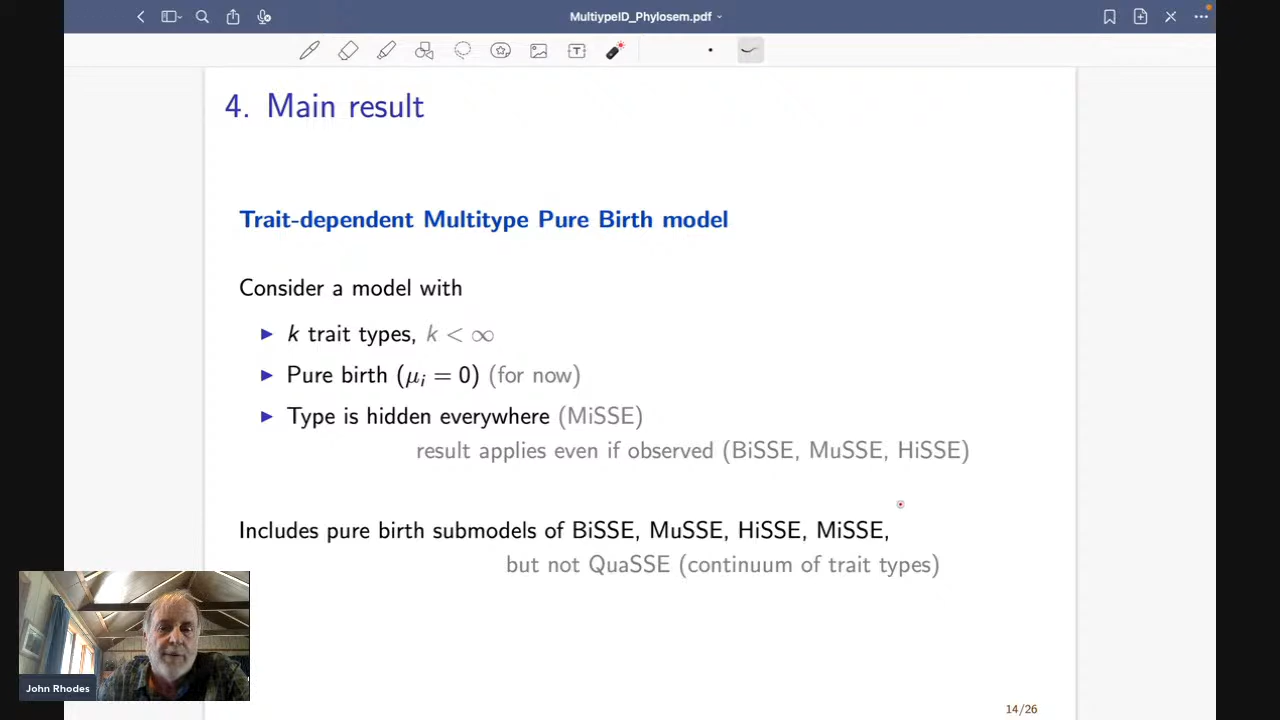 MultitypeID_Phylosem.pdf
4. Main result
Trait-dependent Multitype Pure Birth model
Consider a model with
► k trait types, k < ∞
► Pure birth (μᵢ = 0) (for now)
► Type is hidden everywhere (MiSSE)
result applies even if observed (BiSSE, MuSSE, HiSSE)
Includes pure birth submodels of BiSSE, MuSSE, HiSSE, MiSSE,
but not QuaSSE (continuum of trait types)
John Rhodes
14/26